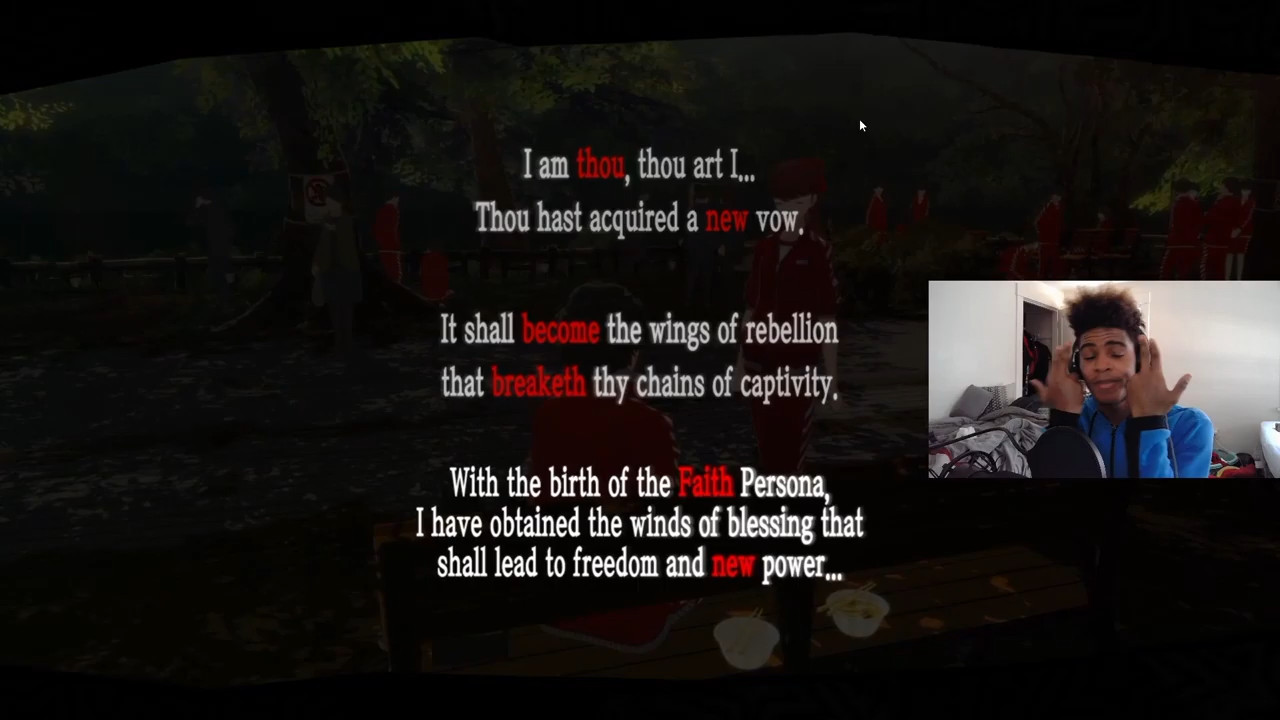 I am thou, thou art I...
Thou hast acquired a new vow.
It shall become the wings of rebellion
that breaketh thy chains of captivity.
With the birth of the Faith Persona,
I have obtained the winds of blessing that
shall lead to freedom and new power...